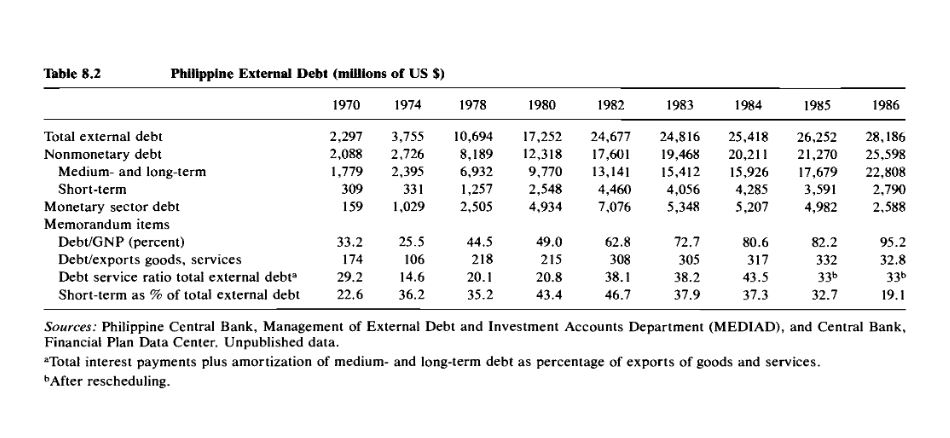 Table 8.2 Philippine External Debt (millions of US $)
1970 1974 1978 1980 1982 1983 1984 1985 1986
Total external debt 2,297 3,755 10,694 17,252 24,677 24,816 25,418 26,252 28,186
Nonmonetary debt 2,088 2,726 8,189 12,318 17,601 19,468 20,211 21,270 25,598
Medium- and long-term 1,779 2,395 6,932 9,770 13,141 15,412 15,926 17,679 22,808
Short-term 309 331 1,257 2,548 4,460 4,056 4,285 3,591 2,790
Monetary sector debt 159 1,029 2,505 4,934 7,076 5,348 5,207 4,982 2,588
Memorandum items
Debt/GNP (percent) 33.2 25.5 44.5 49.0 62.8 72.7 80.6 82.2 95.2
Debt/exports goods, services 174 106 218 215 308 305 317 332 32.8
Debt service ratio total external debtᵃ 29.2 14.6 20.1 20.8 38.1 38.2 43.5 33ᵇ 33ᵇ
Short-term as % of total external debt 22.6 36.2 35.2 43.4 46.7 37.9 37.3 32.7 19.1
Sources: Philippine Central Bank, Management of External Debt and Investment Accounts Department (MEDIAD), and Central Bank,
Financial Plan Data Center. Unpublished data.
ᵃTotal interest payments plus amortization of medium- and long-term debt as percentage of exports of goods and services.
ᵇAfter rescheduling.